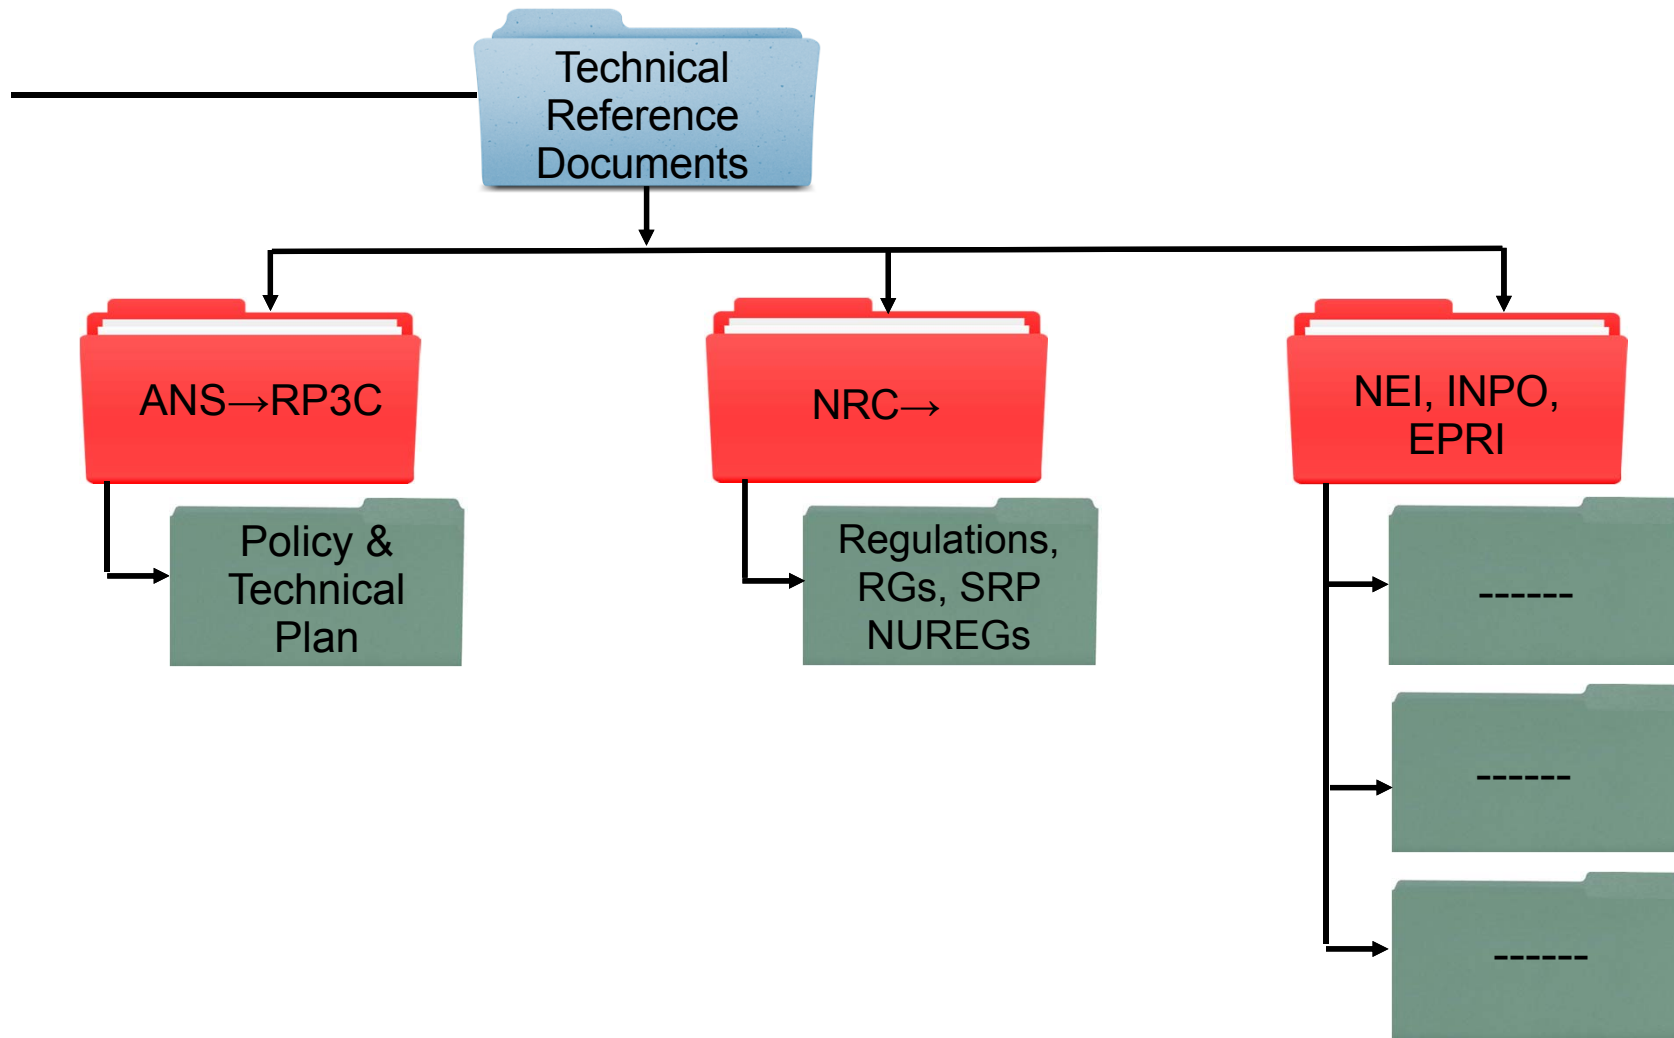 Technical
Reference
Documents
ANS→RP3C
NRC→
NEI, INPO,
EPRI
Policy &
Technical
Plan
Regulations,
RGs, SRP
NUREGs
------
------
------